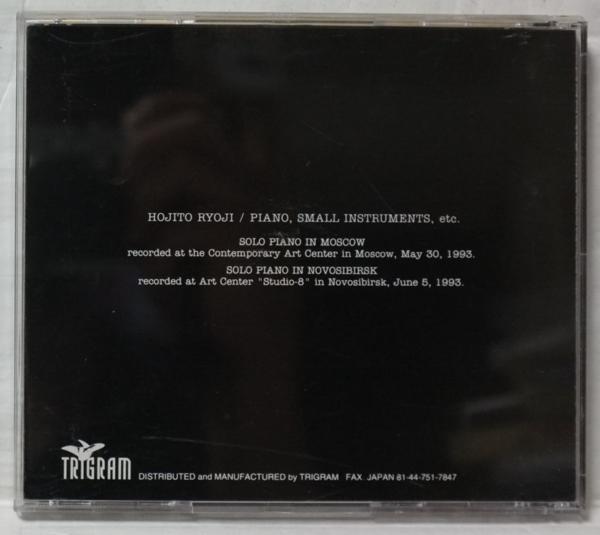 HOJITO RYOJI / PIANO, SMALL INSTRUMENTS, etc.
SOLO PIANO IN MOSCOW
recorded at the Contemporary Art Center in Moscow, May 30, 1993.
SOLO PIANO IN NOVOSIBIRSK
recorded at Art Center "Studio-8" in Novosibirsk, June 5, 1993.
TRIGRAM DISTRIBUTED and MANUFACTURED by TRIGRAM FAX. JAPAN 81-44-751-7847